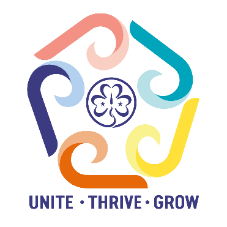 UNITE · THRIVE · GROW